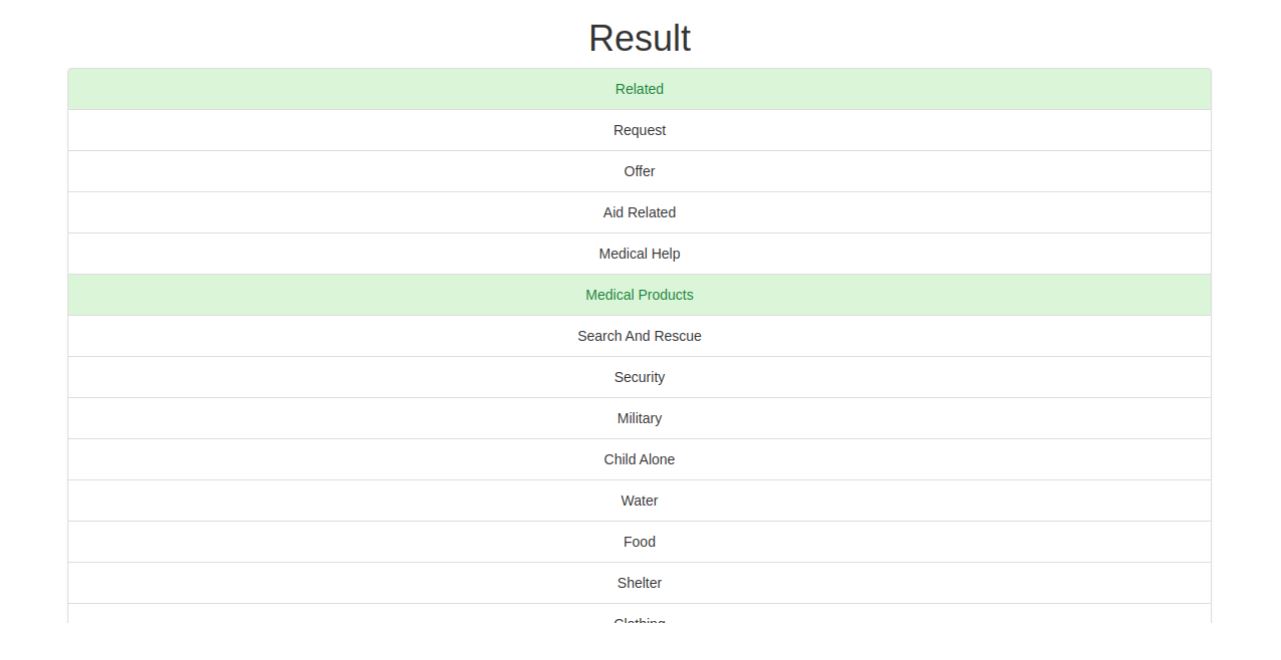 Result
Related
Request
Offer
Aid Related
Medical Help
Medical Products
Search And Rescue
Security
Military
Child Alone
Water
Food
Shelter
Clothing